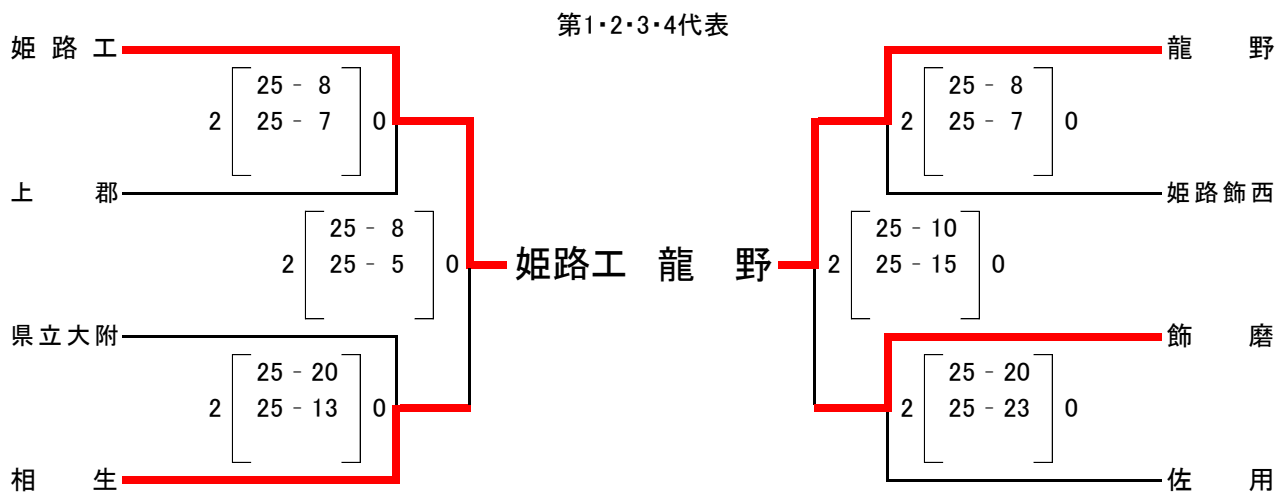 第1・2・3・4代表
姫路工
龍野
25 - 8
2 25 - 7 0
25 - 8
2 25 - 7 0
上郡
姫路飾西
25 - 8
2 25 - 5 0
姫路工 龍野
25 - 10
2 25 - 15 0
県立大附
飾磨
25 - 20
2 25 - 13 0
25 - 20
2 25 - 23 0
相生
佐用